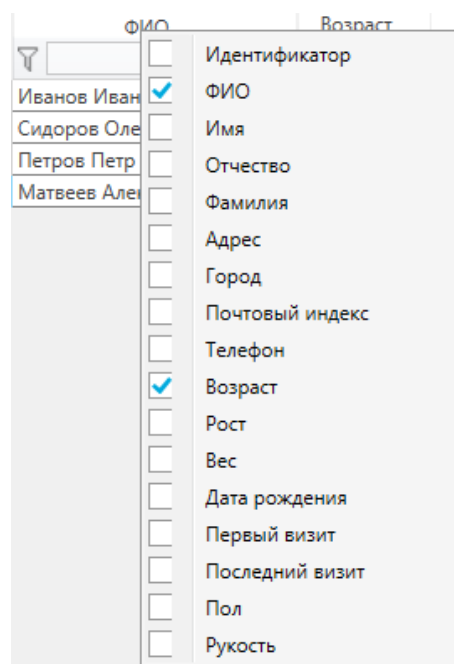 ФИО Возраст
Идентификатор
Иванов Иван ФИО
Сидоров Оле Имя
Петров Петр Отчество
Матвеев Але Фамилия
Адрес
Город
Почтовый индекс
Телефон
Возраст
Рост
Вес
Дата рождения
Первый визит
Последний визит
Пол
Рукость